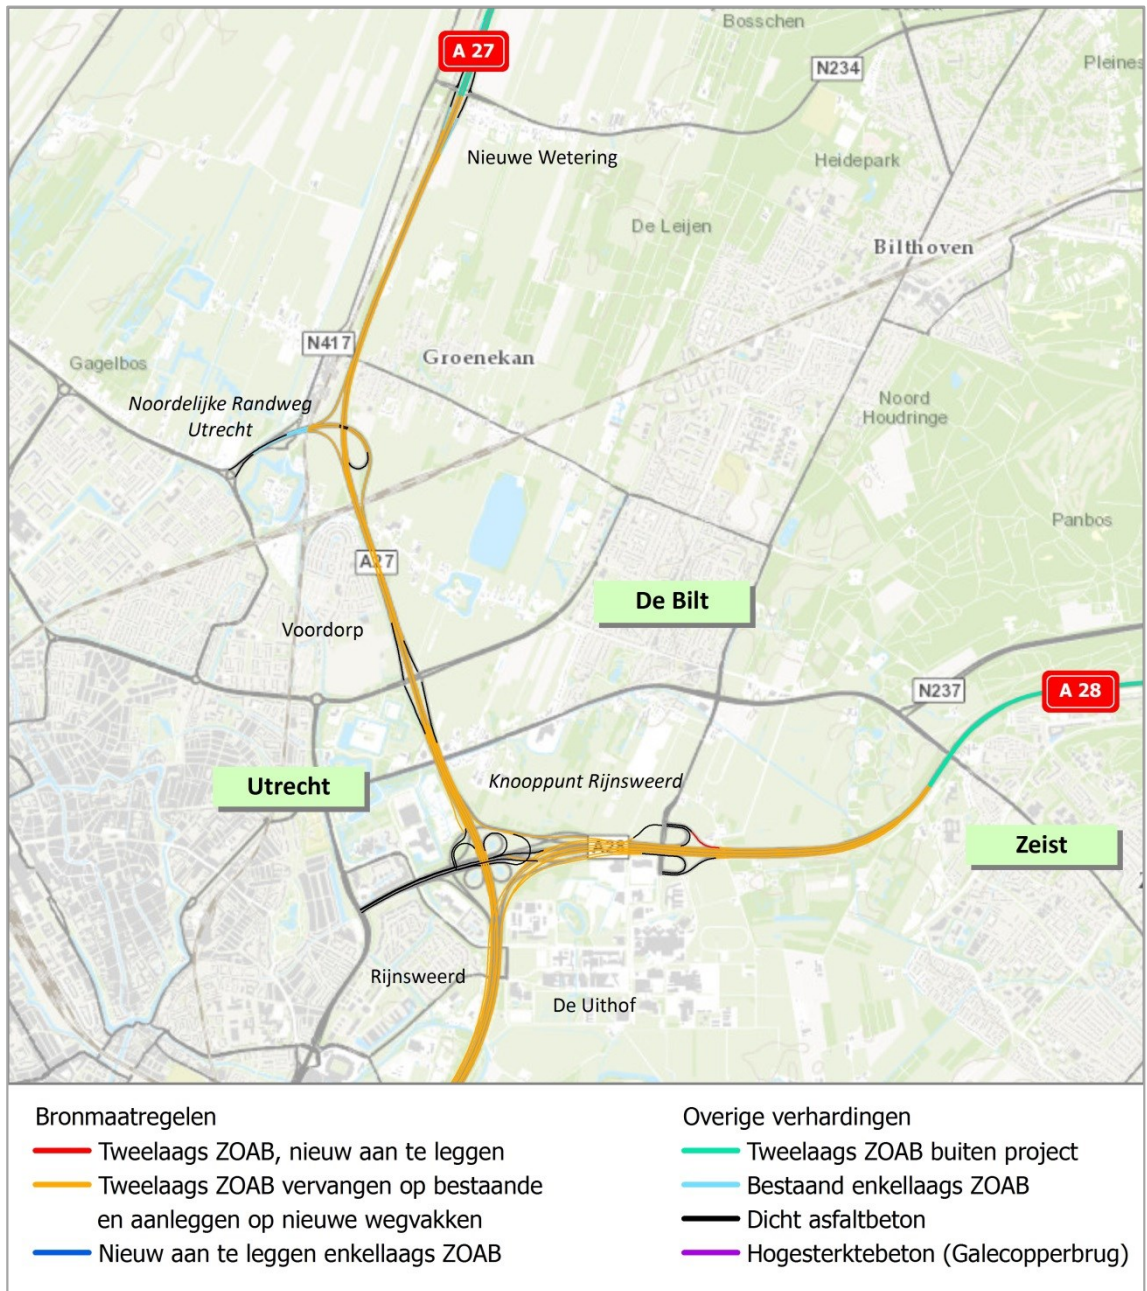 Bosschen
A 27
N234
Pleines
Nieuwe Wetering
Heidepark
De Leijen
Bilthoven
N417
Groenekan
Gagelbos
Noordelijke Randweg
Utrecht
Noord
Houdringe
Panbos
A27
De Bilt
Voordorp
N237
A 28
Utrecht
Knooppunt Rijnsweerd
A28
Zeist
Rijnsweerd
De Uithof
Bronmaatregelen
Tweelaags ZOAB, nieuw aan te leggen
Tweelaags ZOAB vervangen op bestaande
en aanleggen op nieuwe wegvakken
Nieuw aan te leggen enkellaags ZOAB
Overige verhardingen
Tweelaags ZOAB buiten project
Bestaand enkellaags ZOAB
Dicht asfaltbeton
Hogesterktebeton (Galecopperbrug)